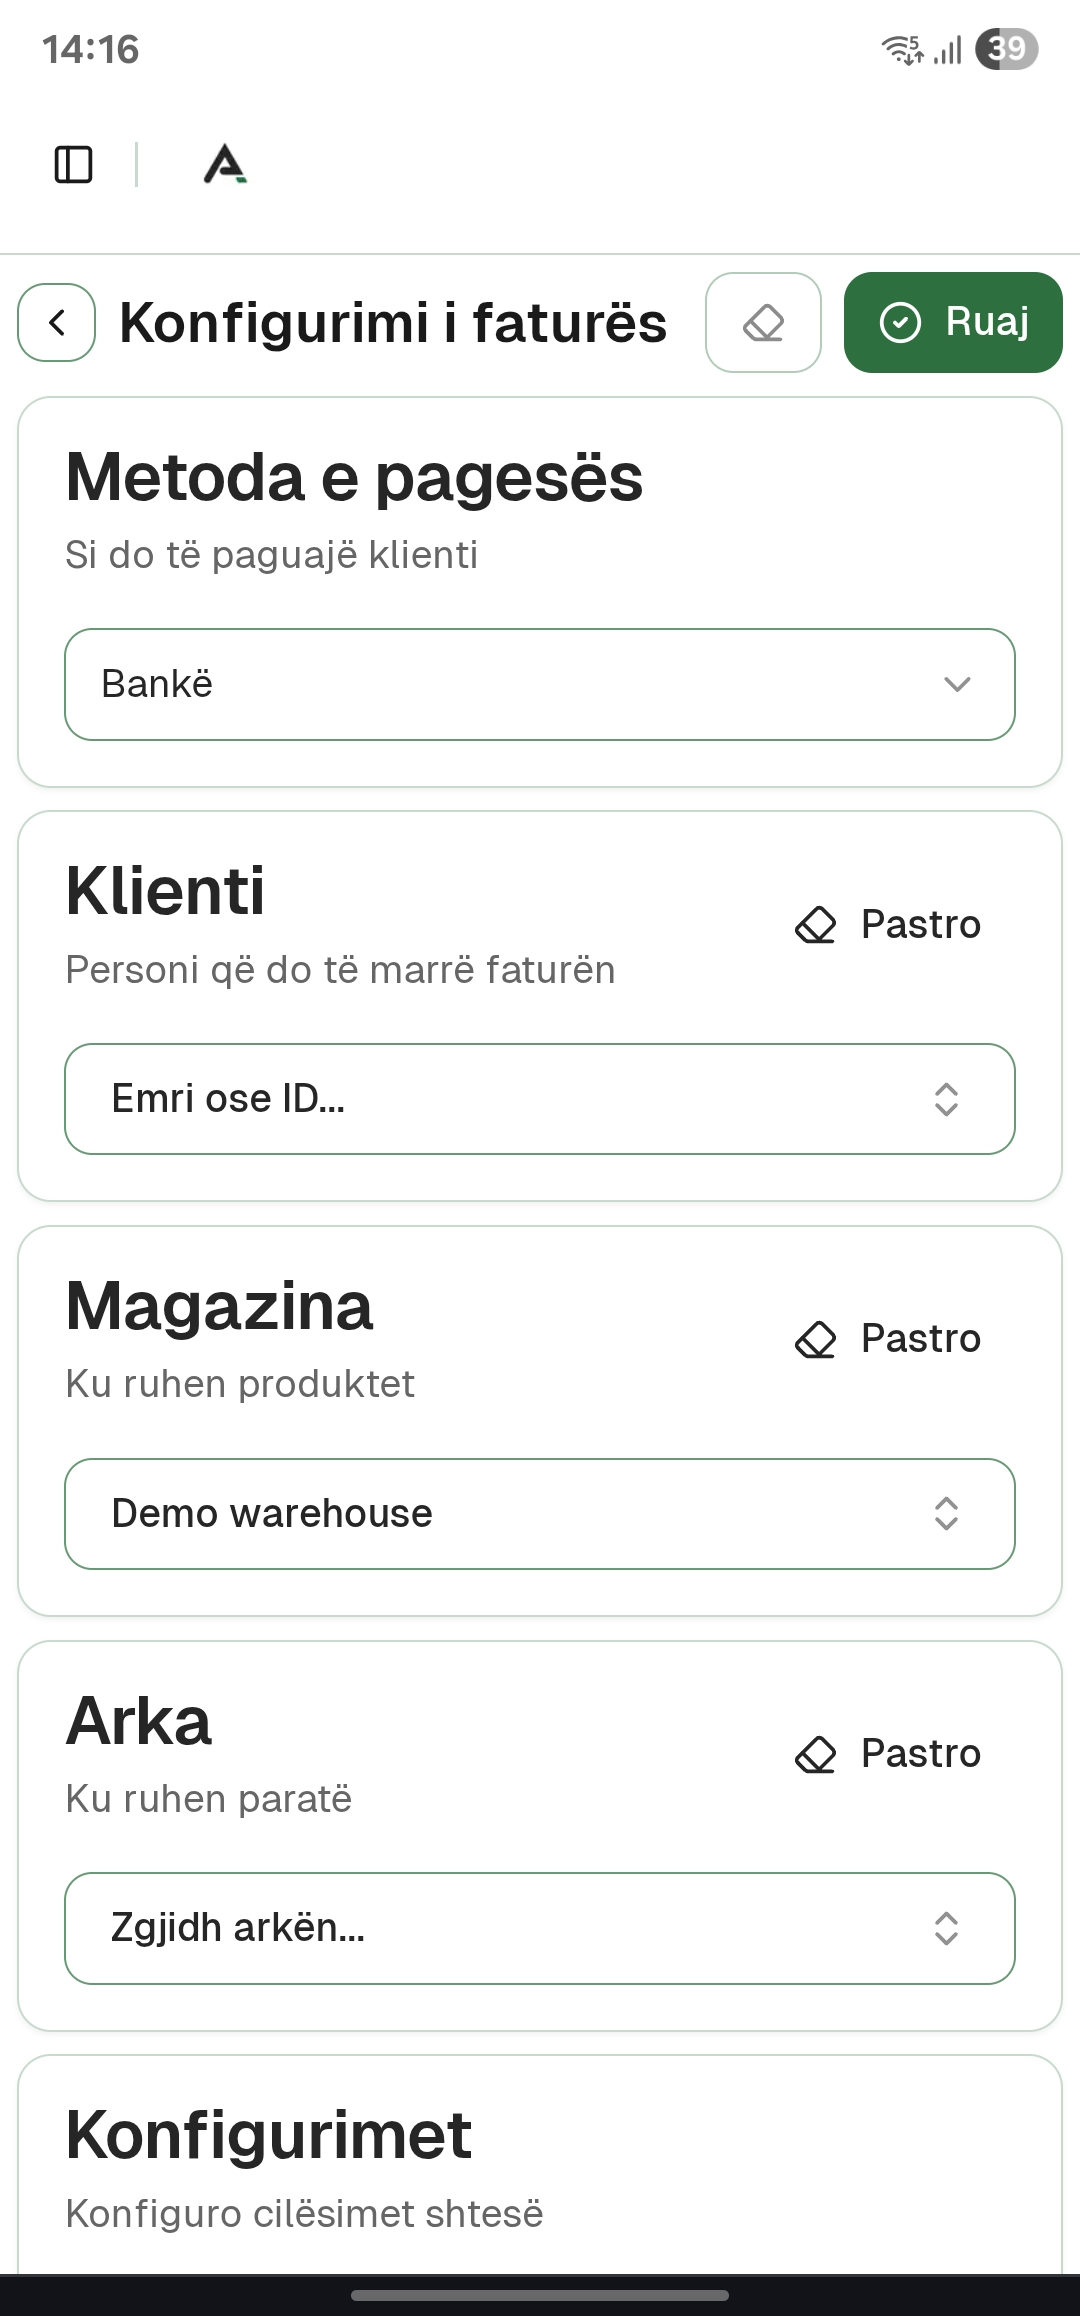 14:16
5
39
Konfigurimi i faturës
Ruaj
Metoda e pagesës
Si do të paguajë klienti
Bankë
Klienti
Pastro
Personi që do të marrë faturën
Emri ose ID...
Magazina
Pastro
Ku ruhen produktet
Demo warehouse
Arka
Pastro
Ku ruhen paratë
Zgjidh arkën...
Konfigurimet
Konfiguro cilësimet shtesë